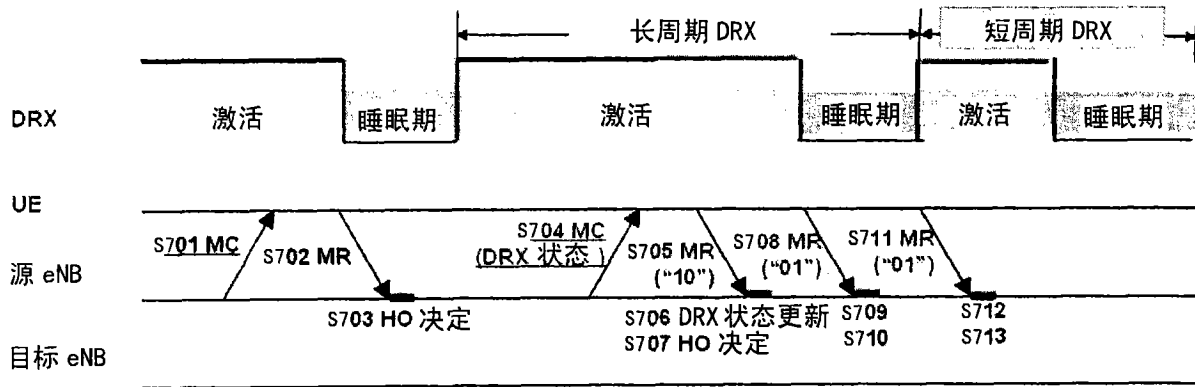 长周期 DRX
短周期 DRX
DRX
激活
睡眠期
激活
睡眠期
激活
睡眠期
UE
S701 MC
S702 MR
S704 MC
(DRX 状态)
S705 MR
("10")
S708 MR
("01")
S711 MR
("01")
源 eNB
S703 HO 决定
S706 DRX 状态更新
S707 HO 决定
S709
S710
S712
S713
目标 eNB